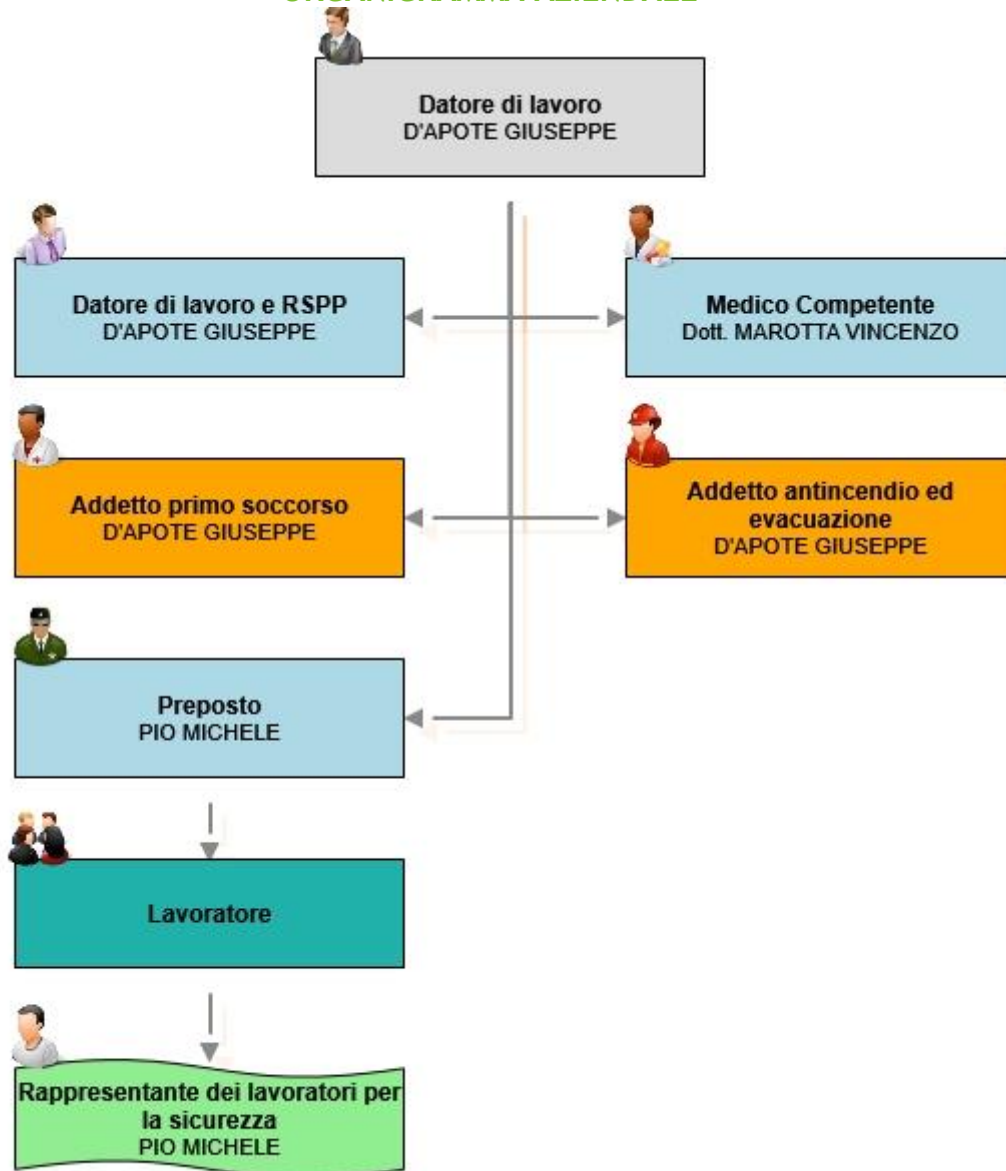 ORGANIGRAMMA AZIENDALE
Datore di lavoro
D'APOTE GIUSEPPE
Datore di lavoro e RSPP
D'APOTE GIUSEPPE
Medico Competente
Dott. MAROTTA VINCENZO
Addetto primo soccorso
D'APOTE GIUSEPPE
Addetto antincendio ed
evacuazione
D'APOTE GIUSEPPE
Preposto
PIO MICHELE
Lavoratore
Rappresentante dei lavoratori per
la sicurezza
PIO MICHELE